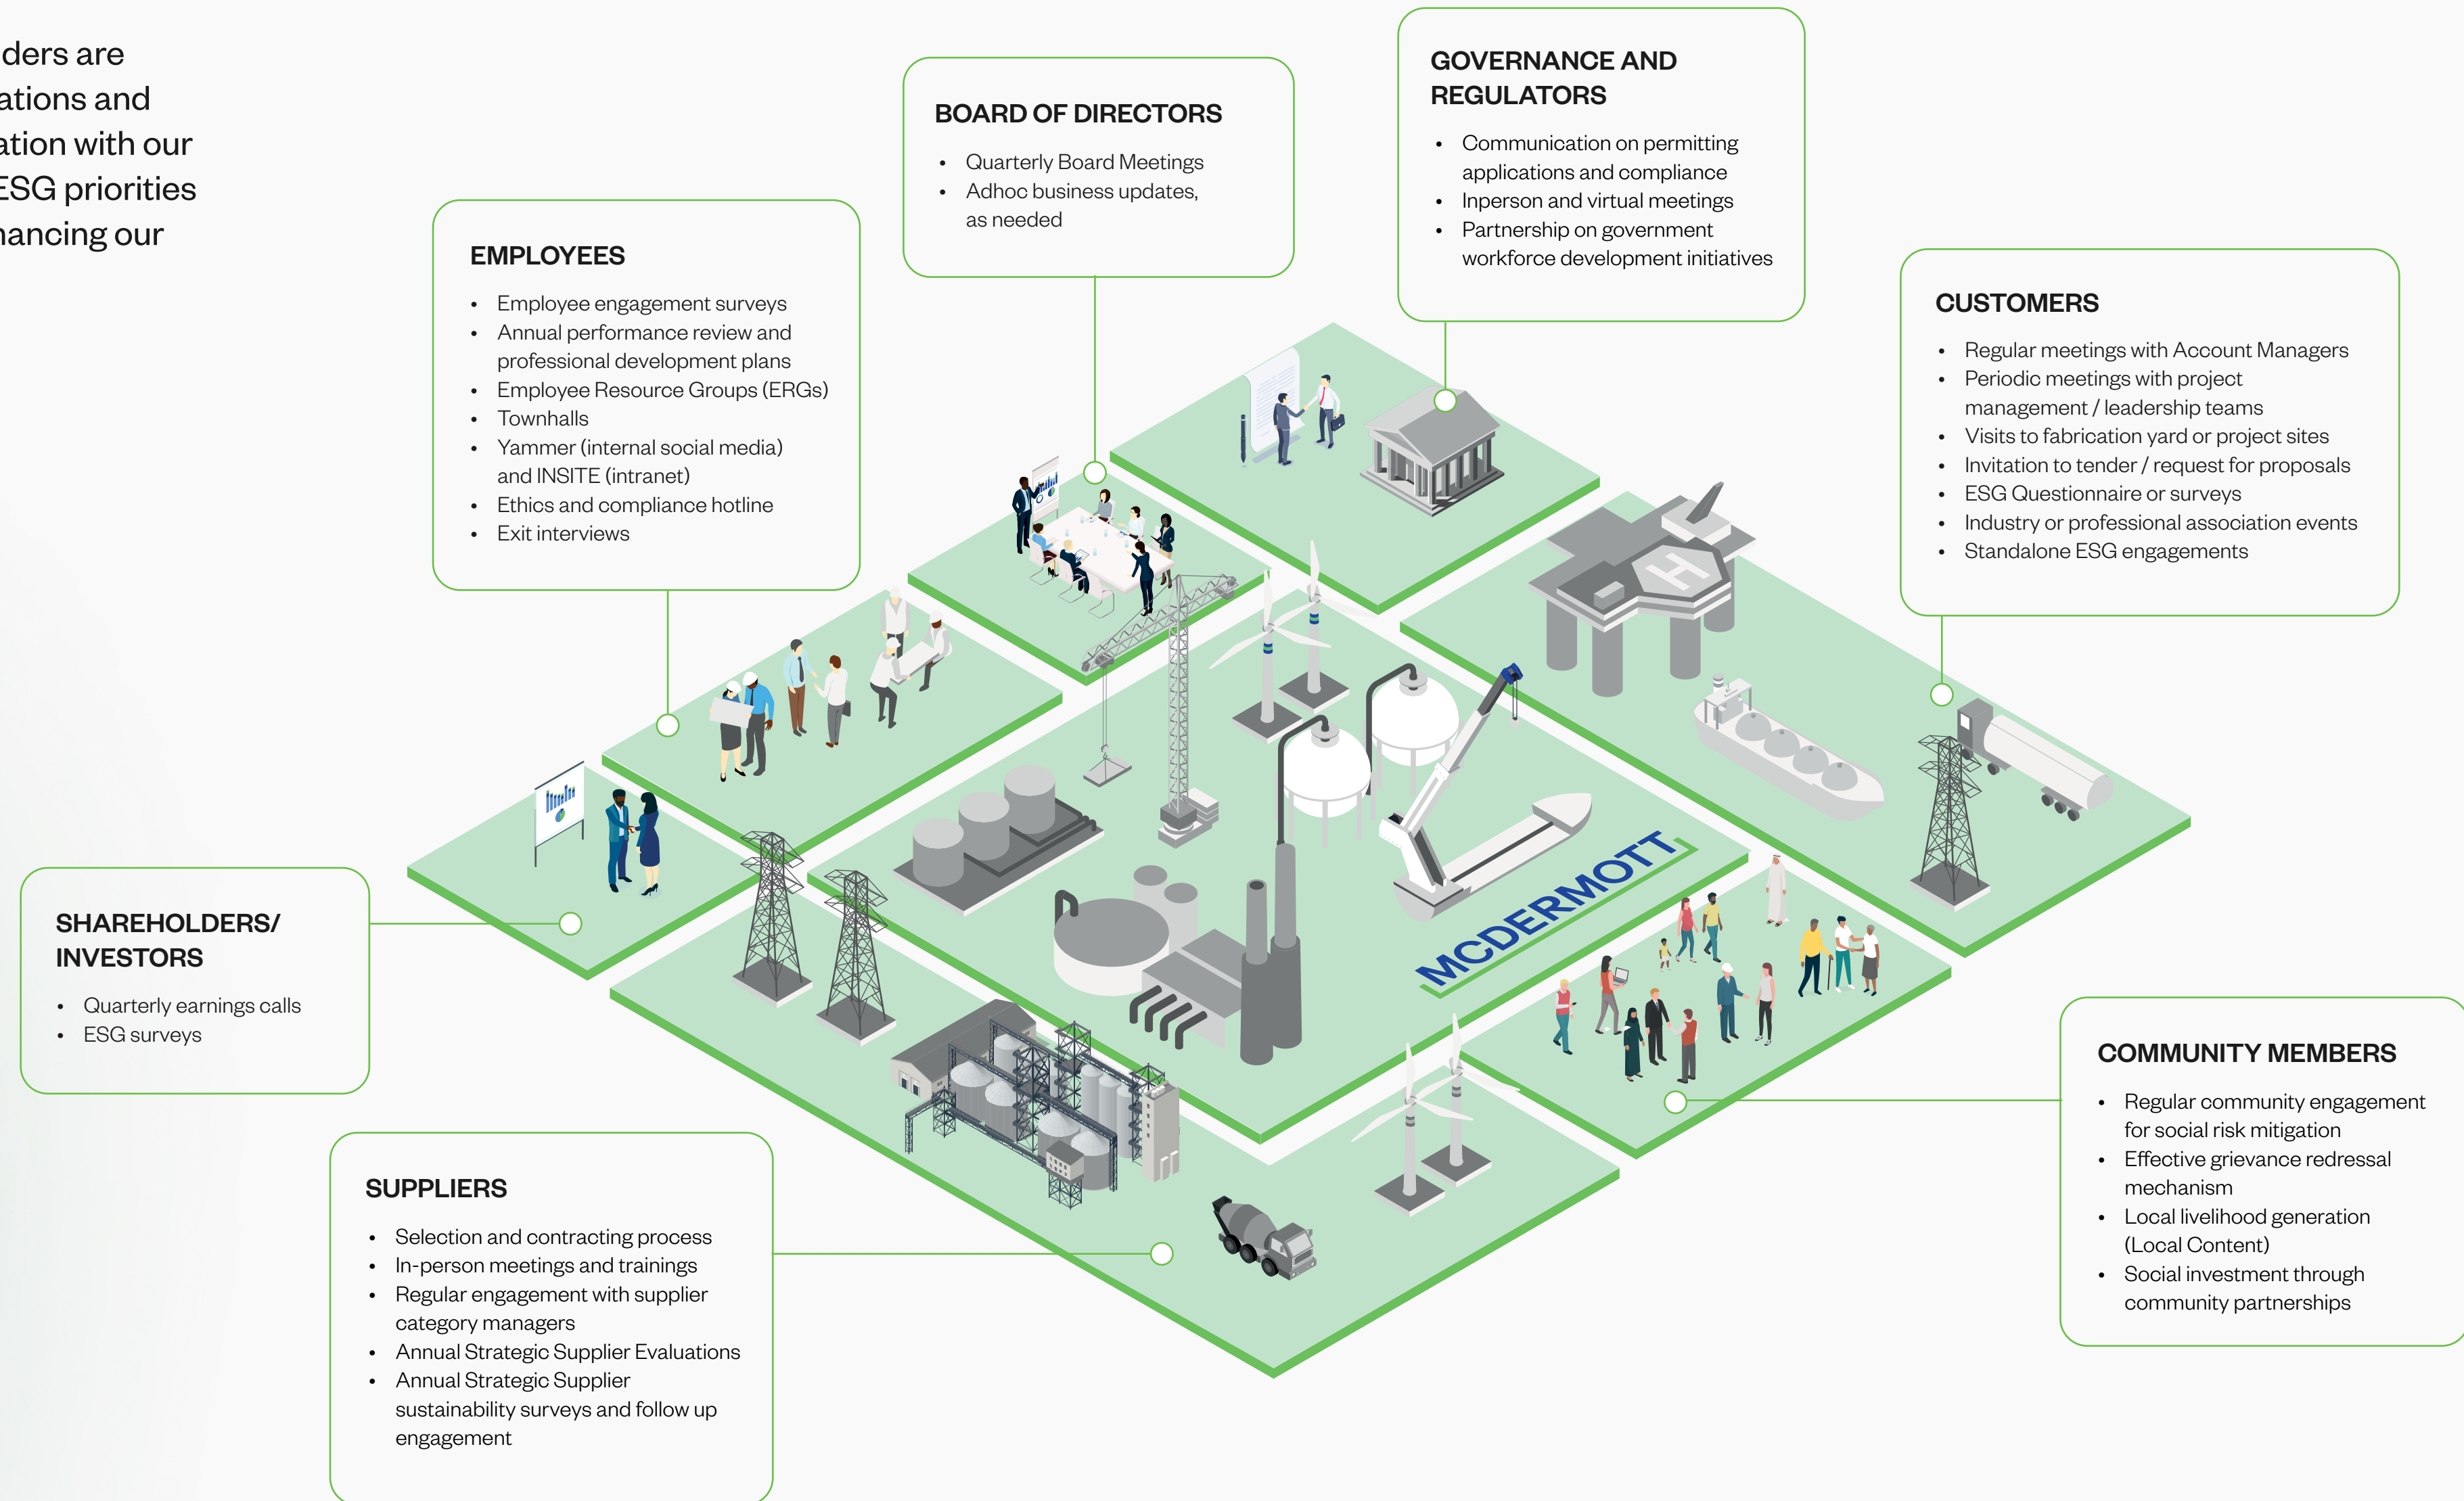 ders are
ations and
ation with our
ESG priorities
nancing our
BOARD OF DIRECTORS
• Quarterly Board Meetings
• Adhoc business updates,
as needed
GOVERNANCE AND
REGULATORS
• Communication on permitting
applications and compliance
• Inperson and virtual meetings
• Partnership on government
workforce development initiatives
EMPLOYEES
• Employee engagement surveys
• Annual performance review and
professional development plans
• Employee Resource Groups (ERGs)
• Townhalls
• Yammer (internal social media)
and INSITE (intranet)
• Ethics and compliance hotline
• Exit interviews
CUSTOMERS
• Regular meetings with Account Managers
• Periodic meetings with project
management / leadership teams
• Visits to fabrication yard or project sites
• Invitation to tender / request for proposals
• ESG Questionnaire or surveys
• Industry or professional association events
• Standalone ESG engagements
H
MCDERMOTT
SHAREHOLDERS/
INVESTORS
• Quarterly earnings calls
• ESG surveys
SUPPLIERS
• Selection and contracting process
• In-person meetings and trainings
• Regular engagement with supplier
category managers
• Annual Strategic Supplier Evaluations
• Annual Strategic Supplier
sustainability surveys and follow up
engagement
COMMUNITY MEMBERS
• Regular community engagement
for social risk mitigation
• Effective grievance redressal
mechanism
• Local livelihood generation
(Local Content)
• Social investment through
community partnerships